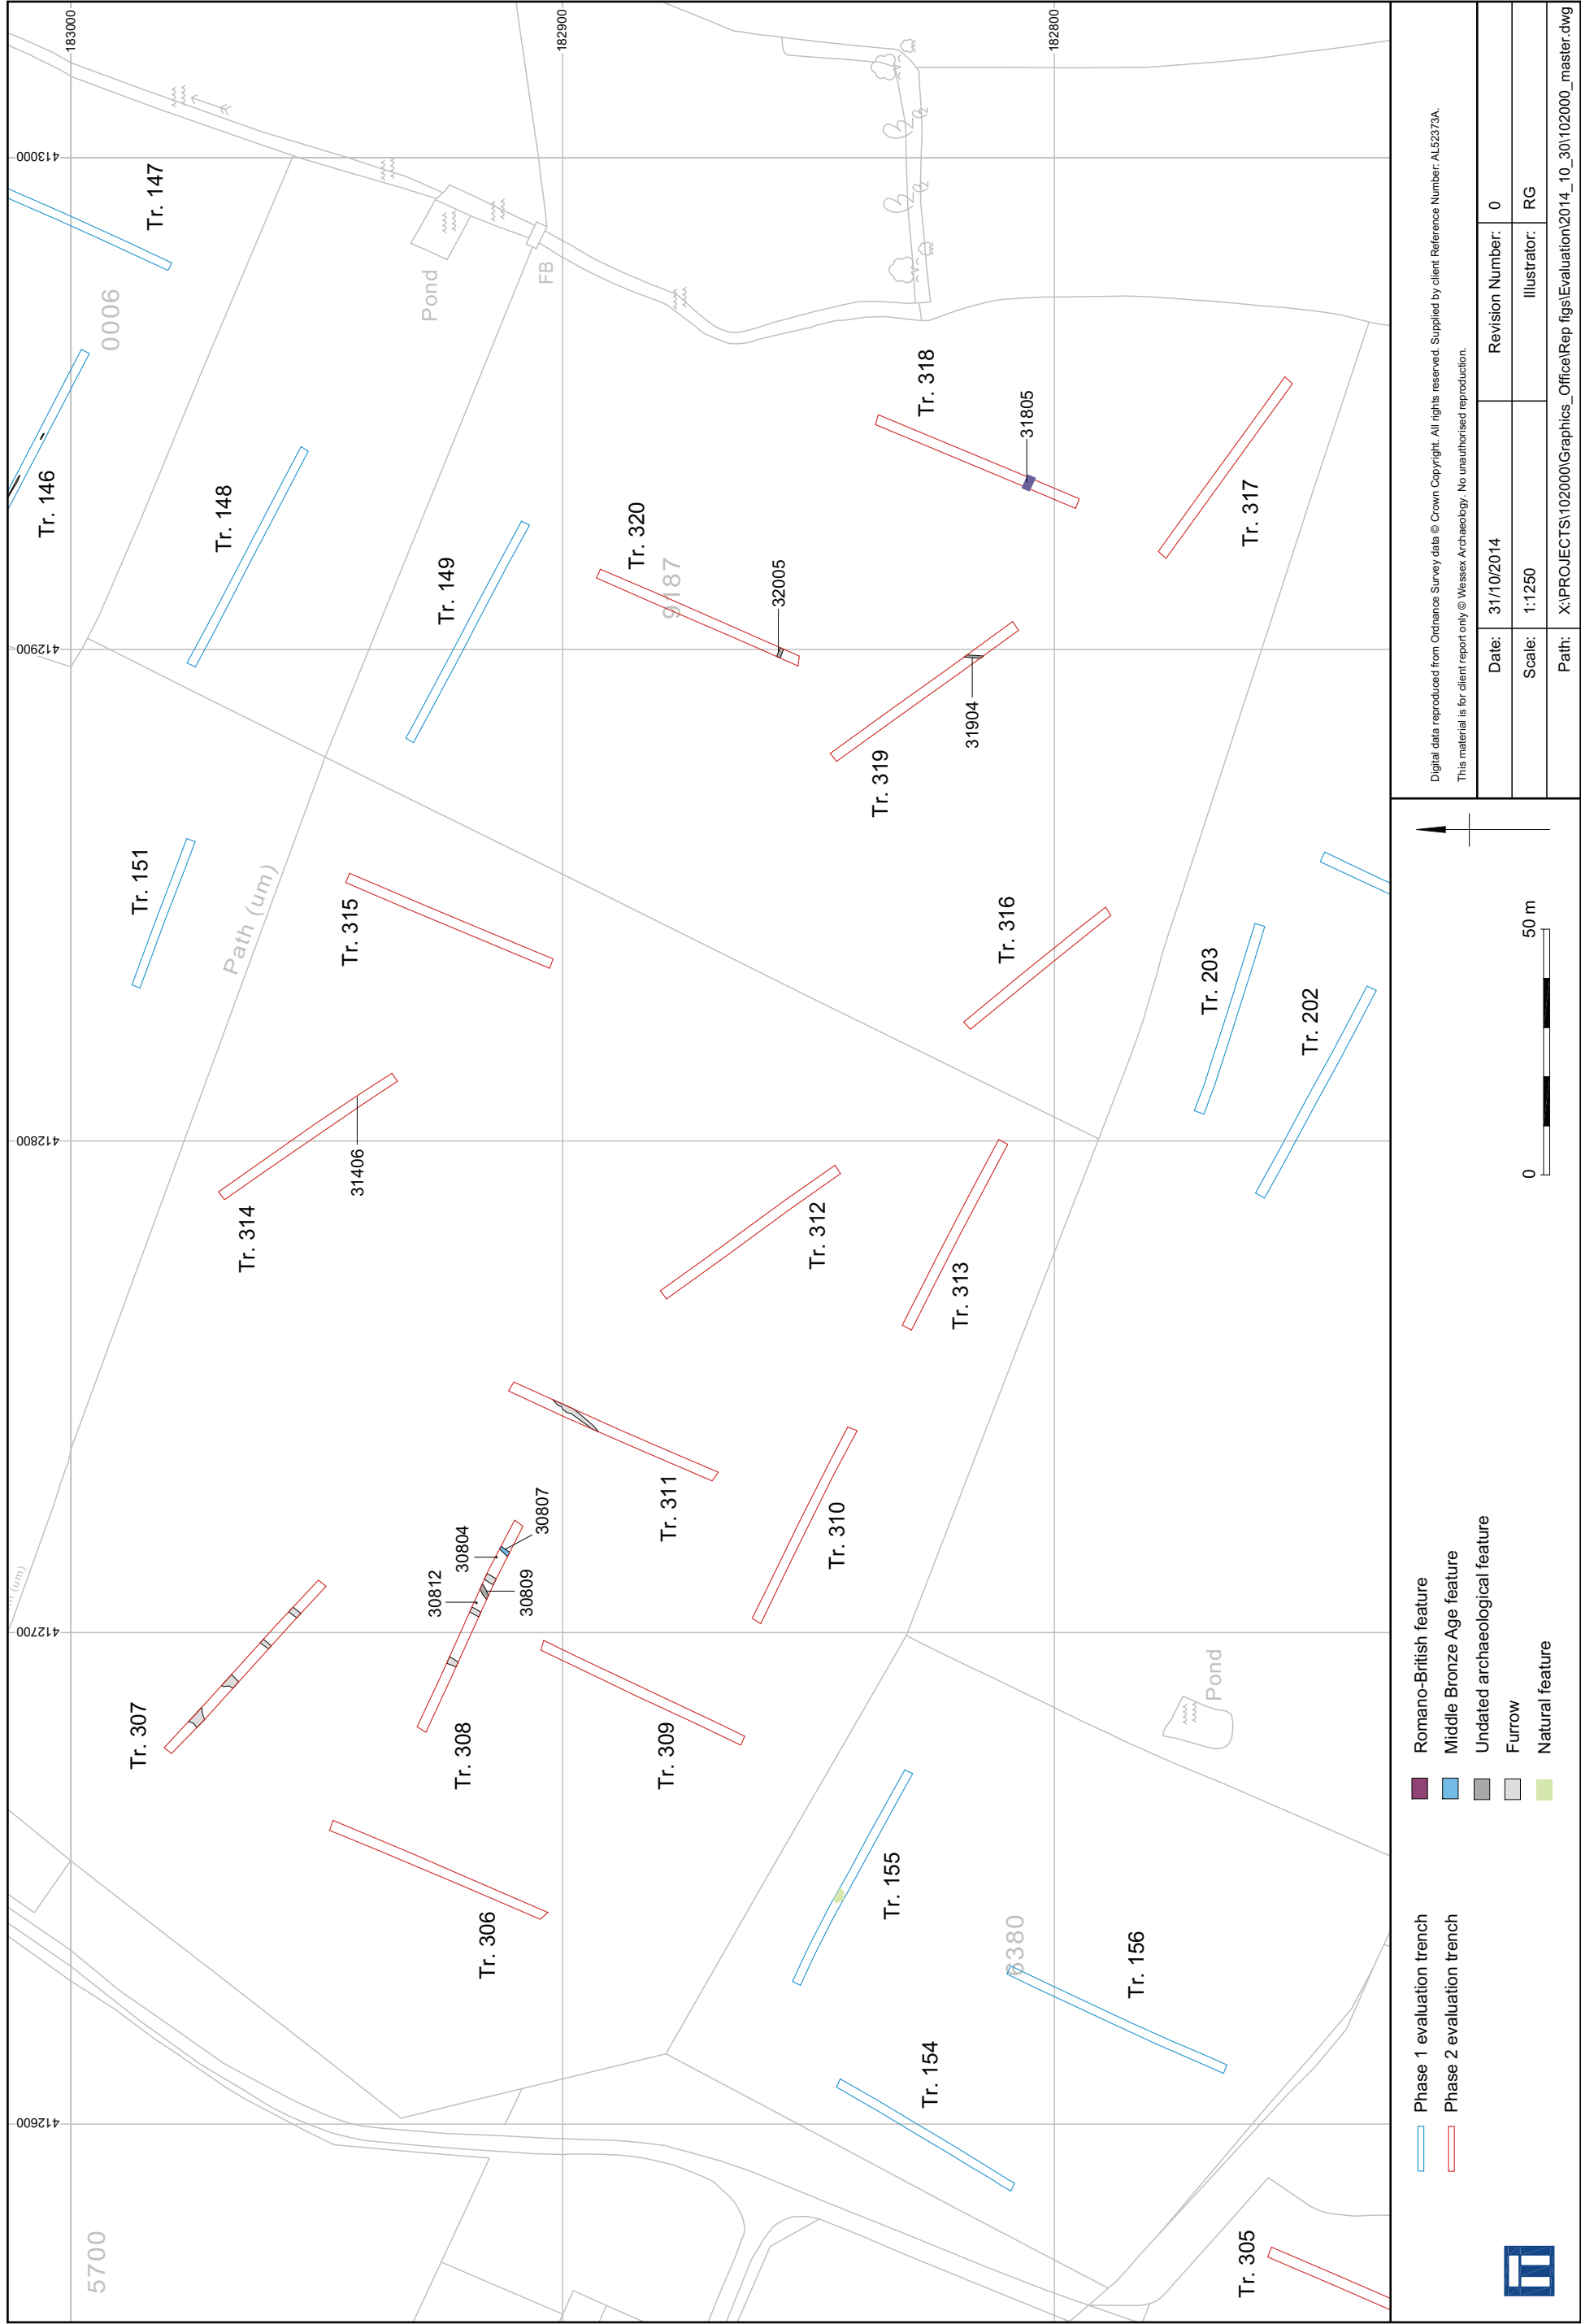 183000
182900
182800
413000
412900
412800
412700
412600
5700
0006
9187
6380
Pond
FB
Path (um)
Pond
Tr. 146
Tr. 147
Tr. 148
Tr. 149
Tr. 151
Tr. 154
Tr. 155
Tr. 156
Tr. 202
Tr. 203
Tr. 305
Tr. 306
Tr. 307
Tr. 308
30812
30804
30809
30807
Tr. 309
Tr. 310
Tr. 311
Tr. 312
Tr. 313
Tr. 314
31406
Tr. 315
Tr. 316
Tr. 317
Tr. 318
31805
Tr. 319
31904
Tr. 320
32005
Phase 1 evaluation trench
Phase 2 evaluation trench
Romano-British feature
Middle Bronze Age feature
Undated archaeological feature
Furrow
Natural feature
0
50 m
Digital data reproduced from Ordnance Survey data © Crown Copyright. All rights reserved. Supplied by client Reference Number: AL52373A.
This material is for client report only © Wessex Archaeology. No unauthorised reproduction.
Date: 31/10/2014 Revision Number: 0
Scale: 1:1250 Illustrator: RG
Path: X:\PROJECTS\102000\Graphics_Office\Rep figs\Evaluation\2014_10_30\102000_master.dwg